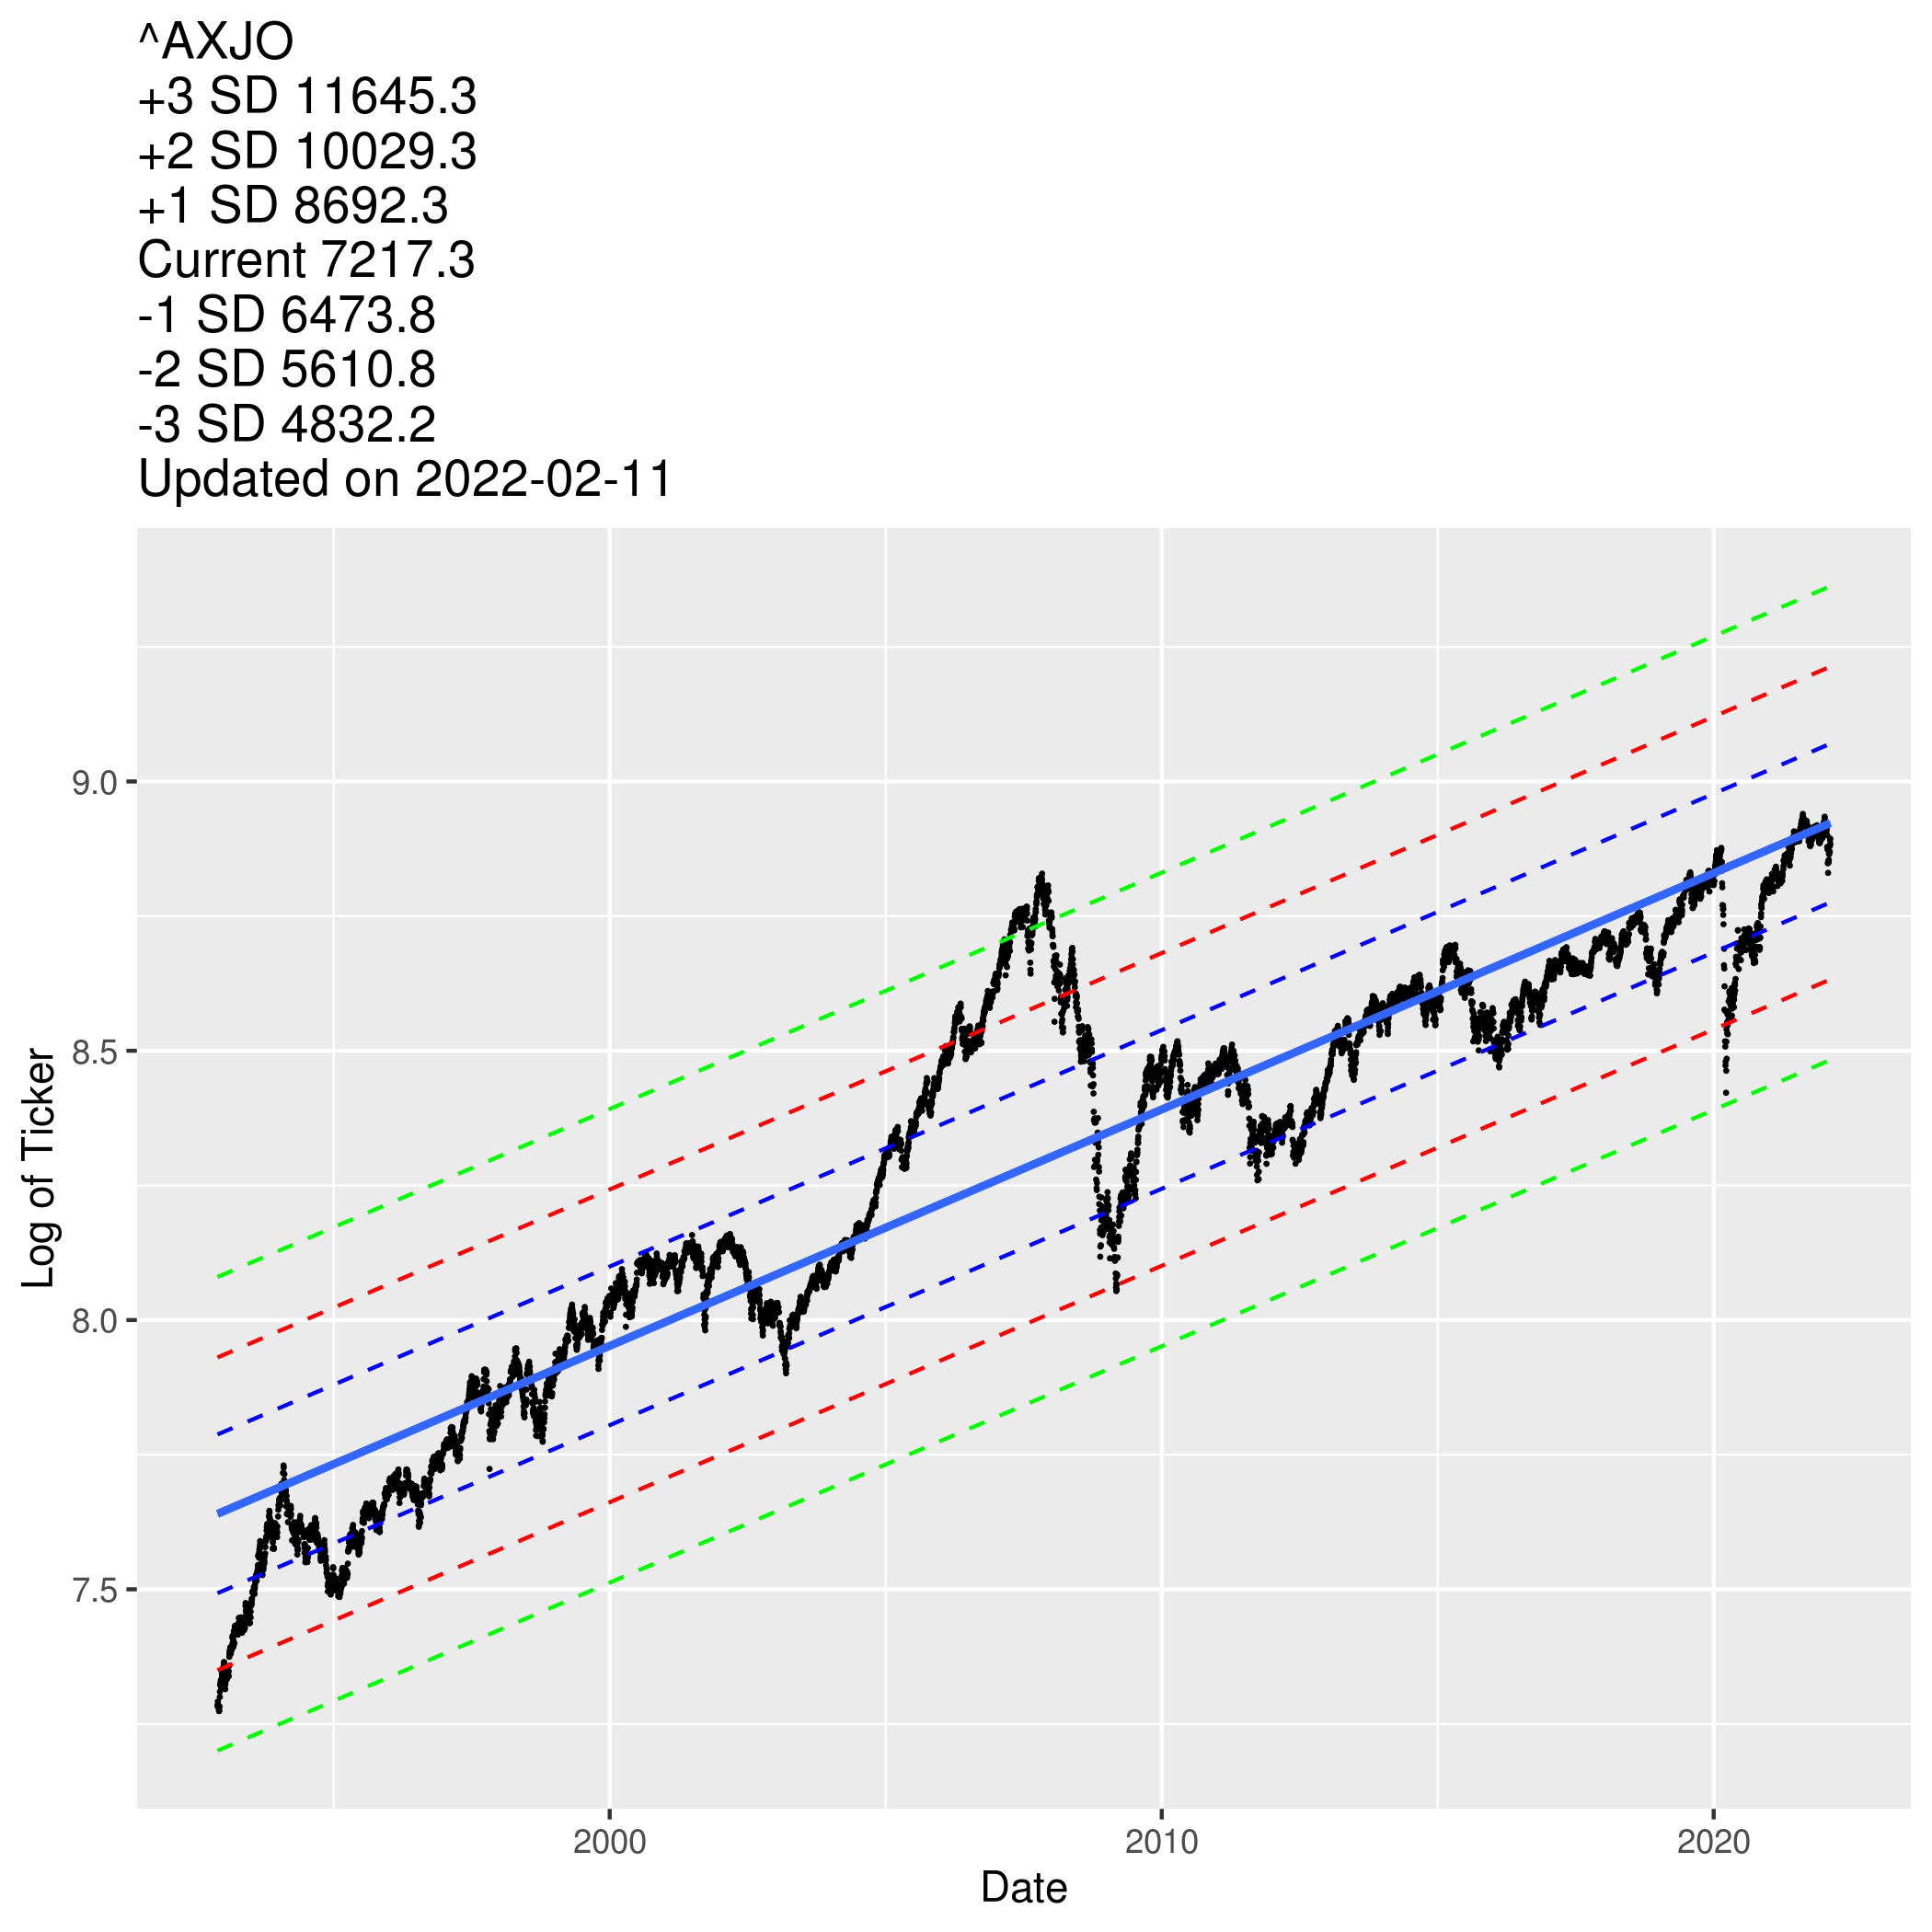 ^AXJO
+3 SD 11645.3
+2 SD 10029.3
+1 SD 8692.3
Current 7217.3
-1 SD 6473.8
-2 SD 5610.8
-3 SD 4832.2
Updated on 2022-02-11
Log of Ticker
9.0
8.5
8.0
7.5
2000 2010 2020
Date